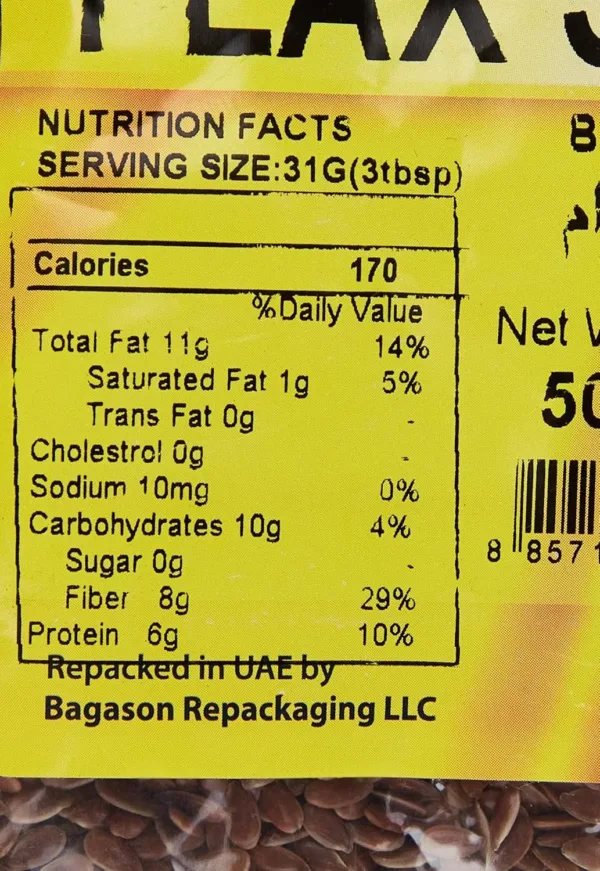 FLAX S
NUTRITION FACTS
SERVING SIZE:31G(3tbsp)
Calories 170
%Daily Value
Total Fat 11g 14%
Saturated Fat 1g 5%
Trans Fat 0g -
Cholestrol 0g -
Sodium 10mg 0%
Carbohydrates 10g 4%
Sugar 0g -
Fiber 8g 29%
Protein 6g 10%
Repacked in UAE by
Bagason Repackaging LLC
Net
50
8 8571